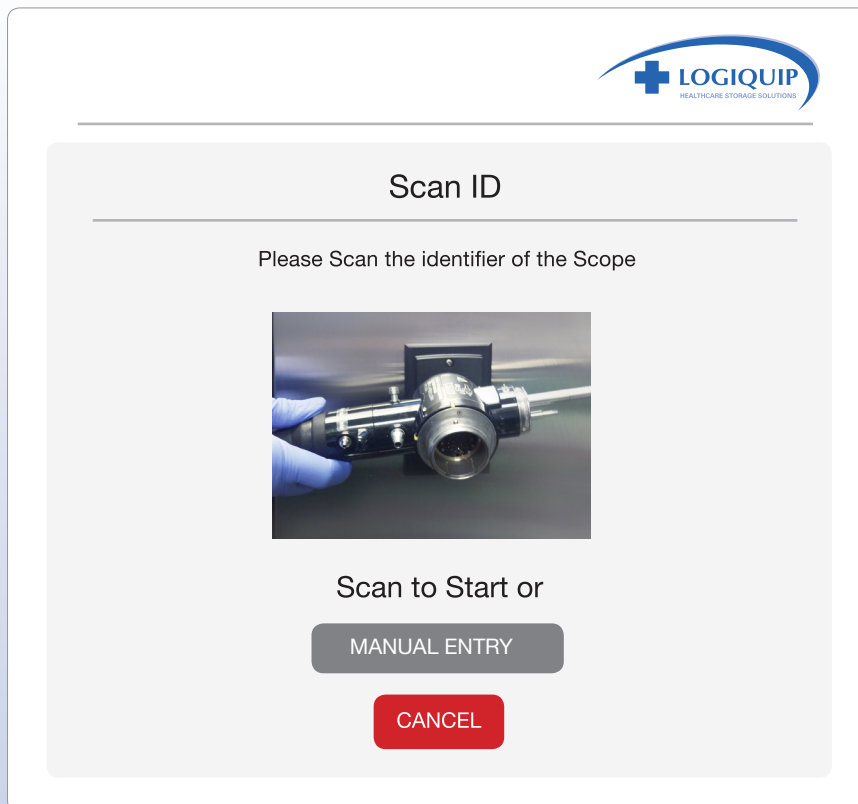 LOGIQUIP
HEALTHCARE STORAGE SOLUTIONS
Scan ID
Please Scan the identifier of the Scope
Scan to Start or
MANUAL ENTRY
CANCEL